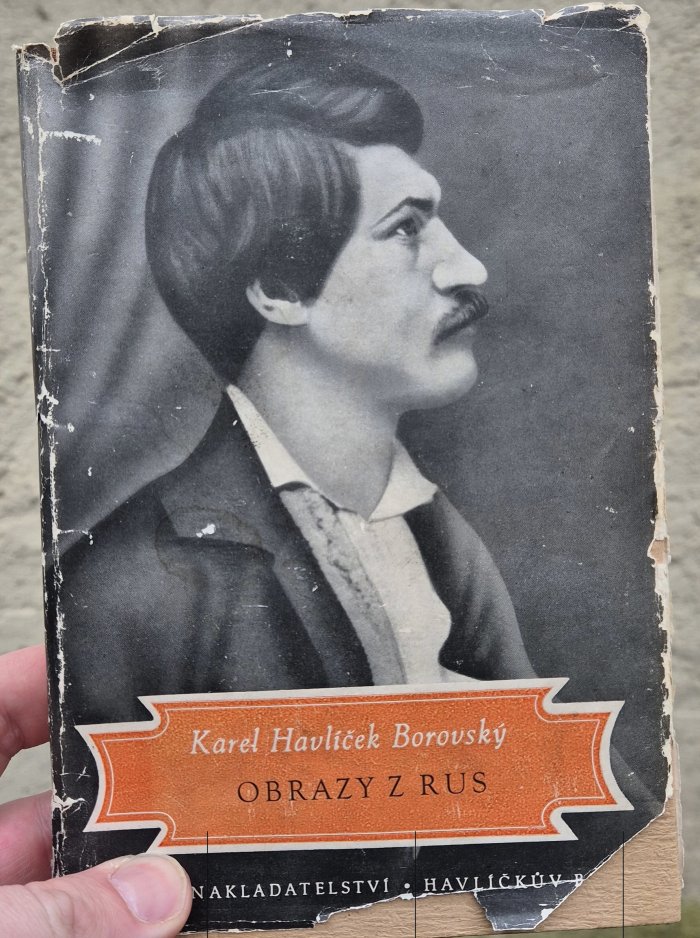 Karel Havlíček Borovský
OBRAZY Z RUS
NAKLADATELSTVÍ • HAVLÍČKŮV